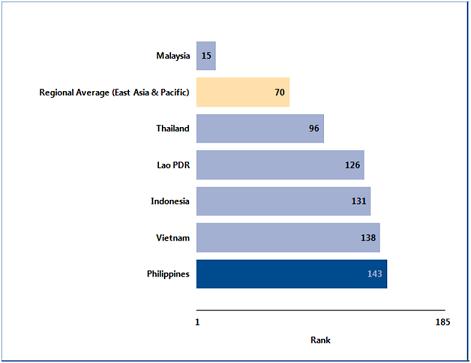 Malaysia 15
Regional Average (East Asia & Pacific) 70
Thailand 96
Lao PDR 126
Indonesia 131
Vietnam 138
Philippines 143
1 185
Rank